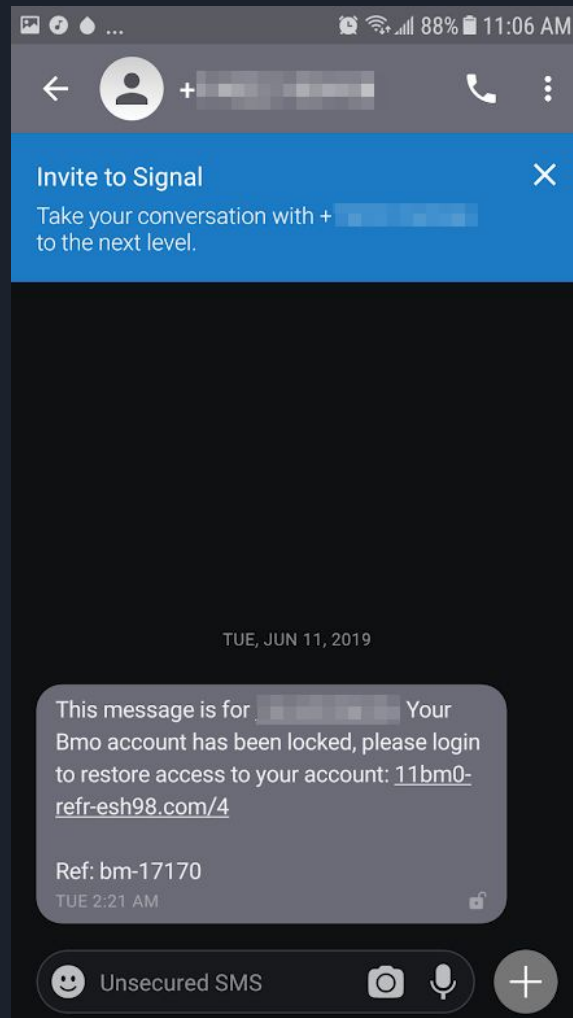 ... 88% 11:06 AM
+
Invite to Signal
Take your conversation with +
to the next level.
TUE, JUN 11, 2019
This message is for Your
Bmo account has been locked, please login
to restore access to your account: 11bm0-
refr-esh98.com/4
Ref: bm-17170
TUE 2:21 AM
Unsecured SMS